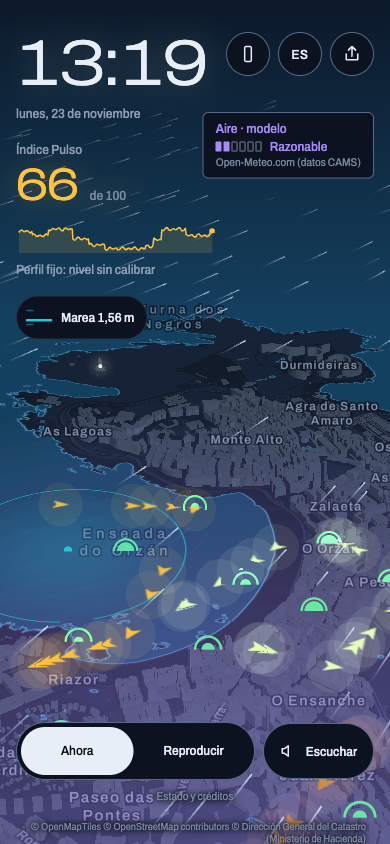 13:19
ES
lunes, 23 de noviembre
Aire · modelo
Razonable
Open-Meteo.com (datos CAMS)
Índice Pulso
66 de 100
Perfil fijo: nivel sin calibrar
Marea 1,56 m
Negros
Durmideiras
Agra de Santo
Amaro
As Lagoas
Monte Alto
Zalaeta
Enseada
do Orzán
O Orzán
Riazor
O Ensanche
Ahora
Reproducir
Escuchar
Paseo das
Pontes
Estado y créditos
© OpenMapTiles © OpenStreetMap contributors © Dirección General del Catastro
(Ministerio de Hacienda)